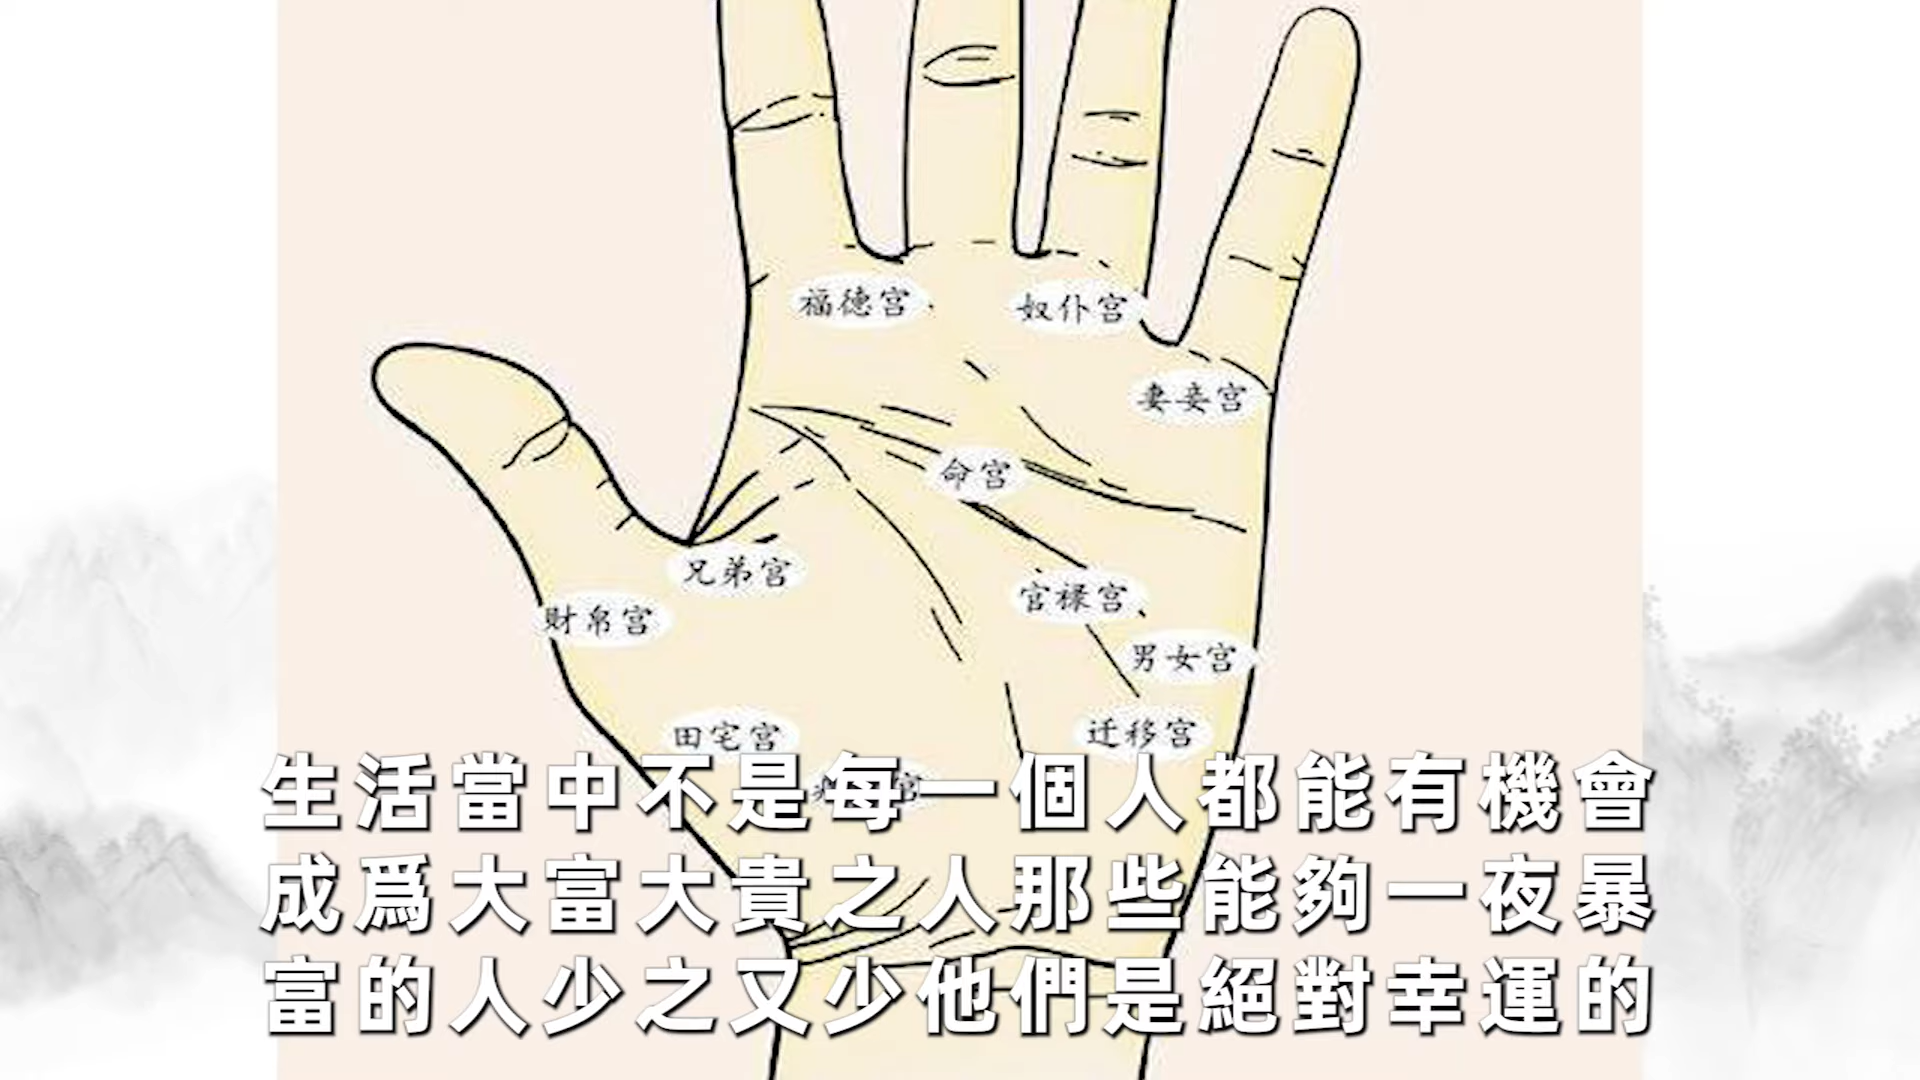 福德宫
奴仆宫
妻妾宫
命宫
兄弟宫
官禄宫
财帛宫
男女宫
迁移宫
田宅宫
生活當中不是每一個人都能有機會
成爲大富大貴之人那些能夠一夜暴
富的人少之又少他們是絕對幸運的